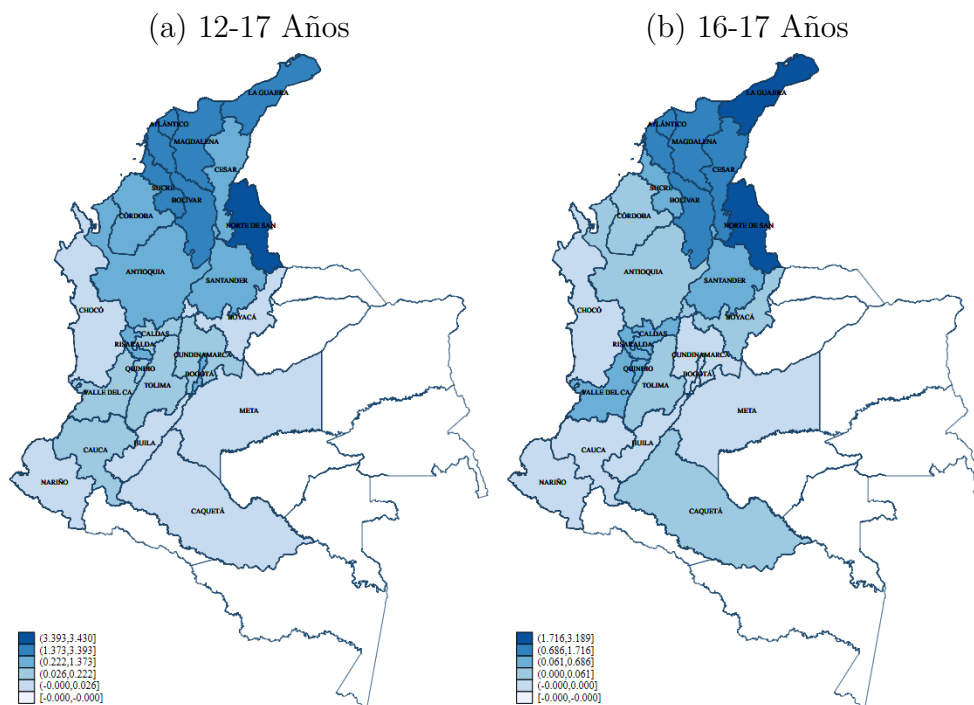 (a) 12-17 Años
LA GUAJIRA
ATLÁNTICO
MAGDALENA
CESAR
SUCRE
BOLÍVAR
CÓRDOBA
NORTE DE SAN
ANTIOQUIA
SANTANDER
CHOCÓ
BOYACÁ
CALDAS
RISARALDA
CUNDINAMARCA
QUINDIO
BOGOTÁ
TOLIMA
VALLE DEL CA
META
HUILA
CAUCA
NARIÑO
CAQUETÁ
(3.393,3.430]
(1.373,3.393]
(0.222,1.373]
(0.026,0.222]
(-0.000,0.026]
[-0.000,-0.000]
(b) 16-17 Años
LA GUAJIRA
ATLÁNTICO
MAGDALENA
CESAR
SUCRE
BOLÍVAR
CÓRDOBA
NORTE DE SAN
ANTIOQUIA
SANTANDER
CHOCÓ
BOYACÁ
CALDAS
RISARALDA
CUNDINAMARCA
QUINDIO
BOGOTÁ
TOLIMA
VALLE DEL CA
META
HUILA
CAUCA
NARIÑO
CAQUETÁ
(1.716,3.189]
(0.686,1.716]
(0.061,0.686]
(0.000,0.061]
(-0.000,0.000]
[-0.000,-0.000]